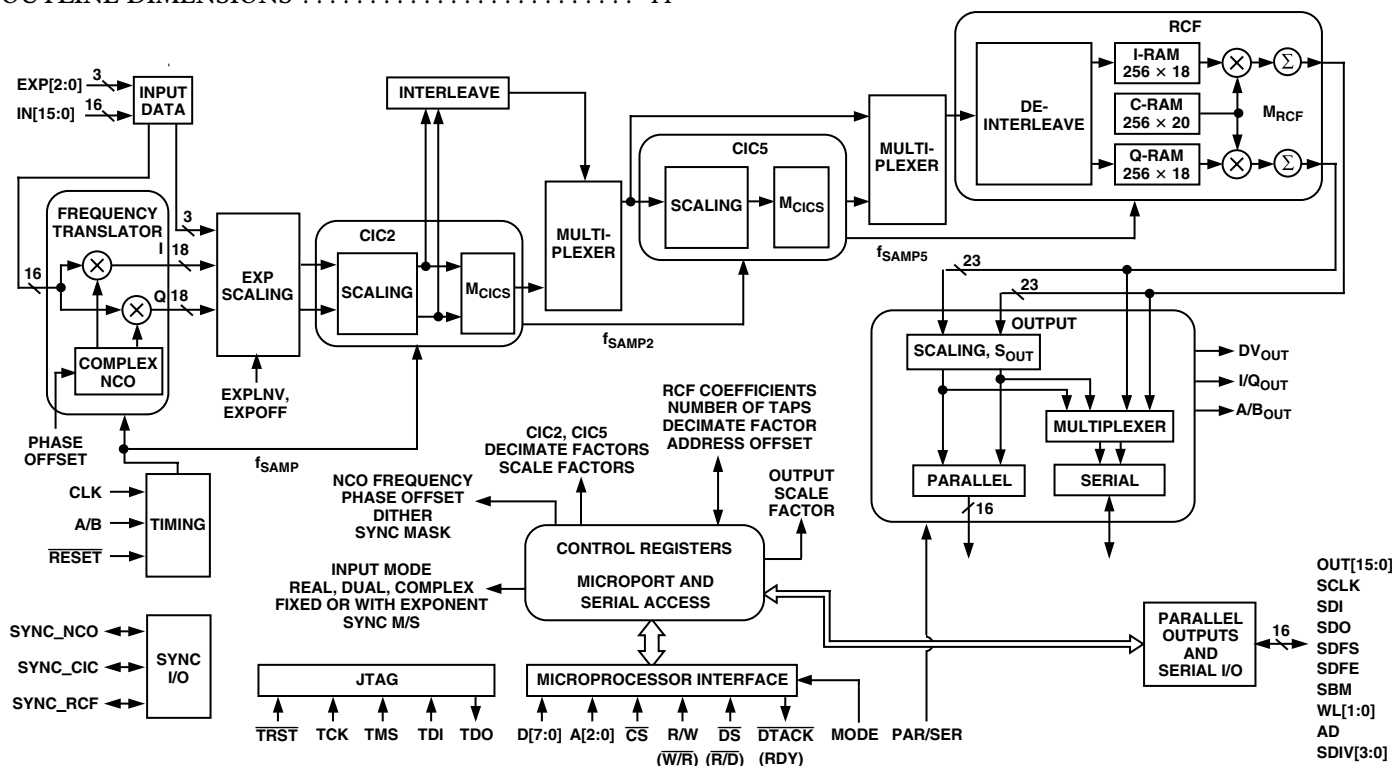 OUTLINE DIMENSIONS
RCF
I-RAM
256 × 18
C-RAM
256 × 20
Q-RAM
256 × 18
M_RCF
DE-
INTERLEAVE
Σ
Σ
EXP[2:0]
3
IN[15:0]
16
INPUT
DATA
INTERLEAVE
MULTI-
PLEXER
CIC5
SCALING
M_CICS
MULTI-
PLEXER
FREQUENCY
TRANSLATOR
3
I
18
Q
18
16
COMPLEX
NCO
EXP
SCALING
CIC2
SCALING
M_CICS
f_SAMP5
f_SAMP2
f_SAMP
EXPLNV,
EXPOFF
PHASE
OFFSET
23
23
OUTPUT
SCALING, S_OUT
MULTIPLEXER
PARALLEL
SERIAL
16
DV_OUT
I/Q_OUT
A/B_OUT
CLK
A/B
RESET
TIMING
RCF COEFFICIENTS
NUMBER OF TAPS
DECIMATE FACTOR
ADDRESS OFFSET
CIC2, CIC5
DECIMATE FACTORS
SCALE FACTORS
NCO FREQUENCY
PHASE OFFSET
DITHER
SYNC MASK
OUTPUT
SCALE
FACTOR
CONTROL REGISTERS
MICROPORT AND
SERIAL ACCESS
INPUT MODE
REAL, DUAL, COMPLEX
FIXED OR WITH EXPONENT
SYNC M/S
SYNC_NCO
SYNC_CIC
SYNC_RCF
SYNC
I/O
JTAG
TRST
TCK
TMS
TDI
TDO
MICROPROCESSOR INTERFACE
D[7:0]
A[2:0]
CS
R/W
(W/R)
DS
(R/D)
DTACK
(RDY)
MODE
PAR/SER
PARALLEL
OUTPUTS
AND
SERIAL I/O
16
OUT[15:0]
SCLK
SDI
SDO
SDFS
SDFE
SBM
WL[1:0]
AD
SDIV[3:0]